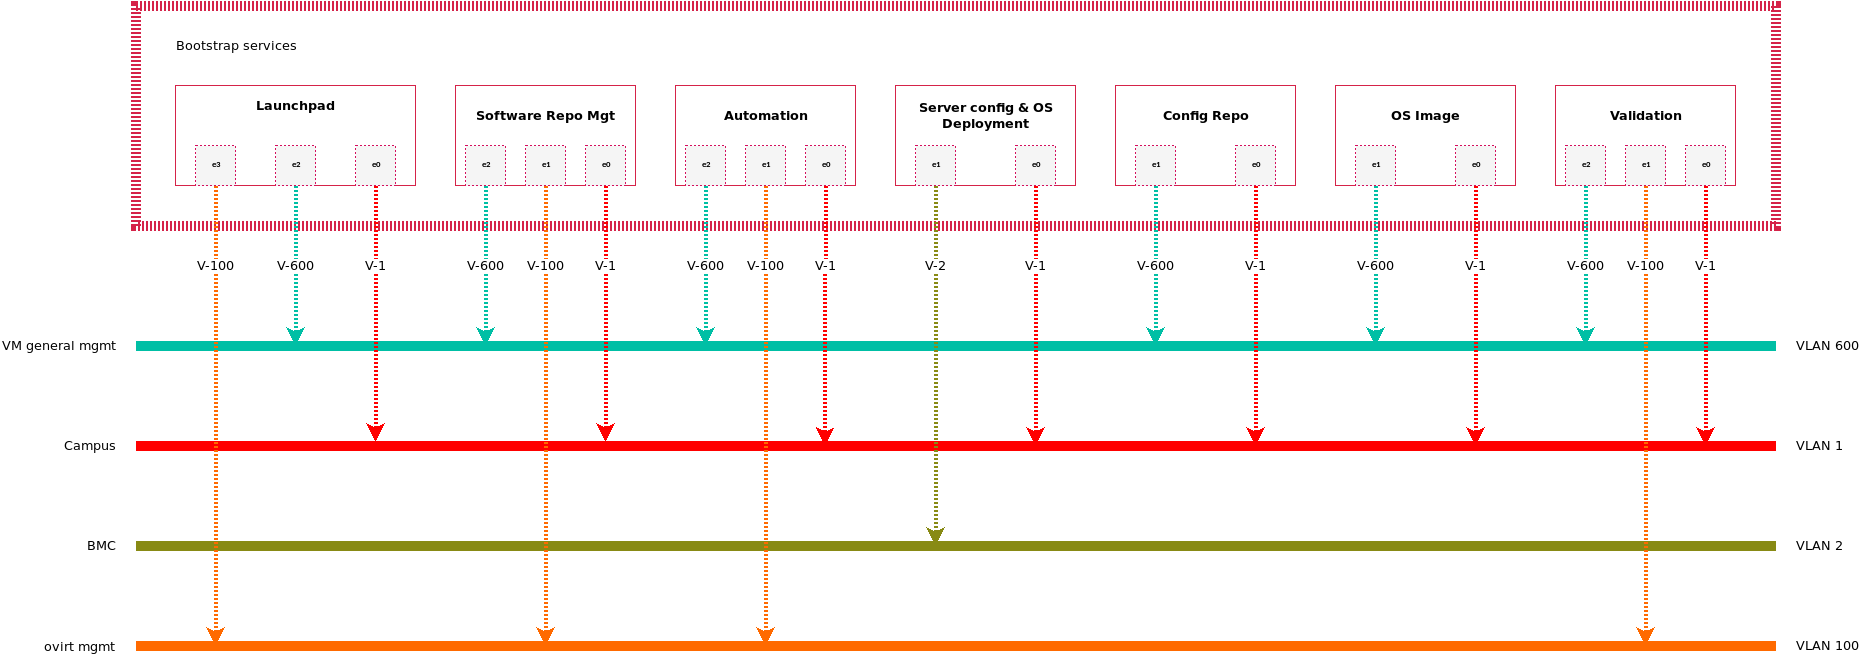 Bootstrap services
Launchpad
e3
e2
e0
Software Repo Mgt
e2
e1
e0
Automation
e2
e1
e0
Server config & OS
Deployment
e1
e0
Config Repo
e1
e0
OS Image
e1
e0
Validation
e2
e1
e0
V-100
V-600
V-1
V-600
V-100
V-1
V-600
V-100
V-1
V-2
V-1
V-600
V-1
V-600
V-1
V-600
V-100
V-1
VM general mgmt
VLAN 600
Campus
VLAN 1
BMC
VLAN 2
ovirt mgmt
VLAN 100